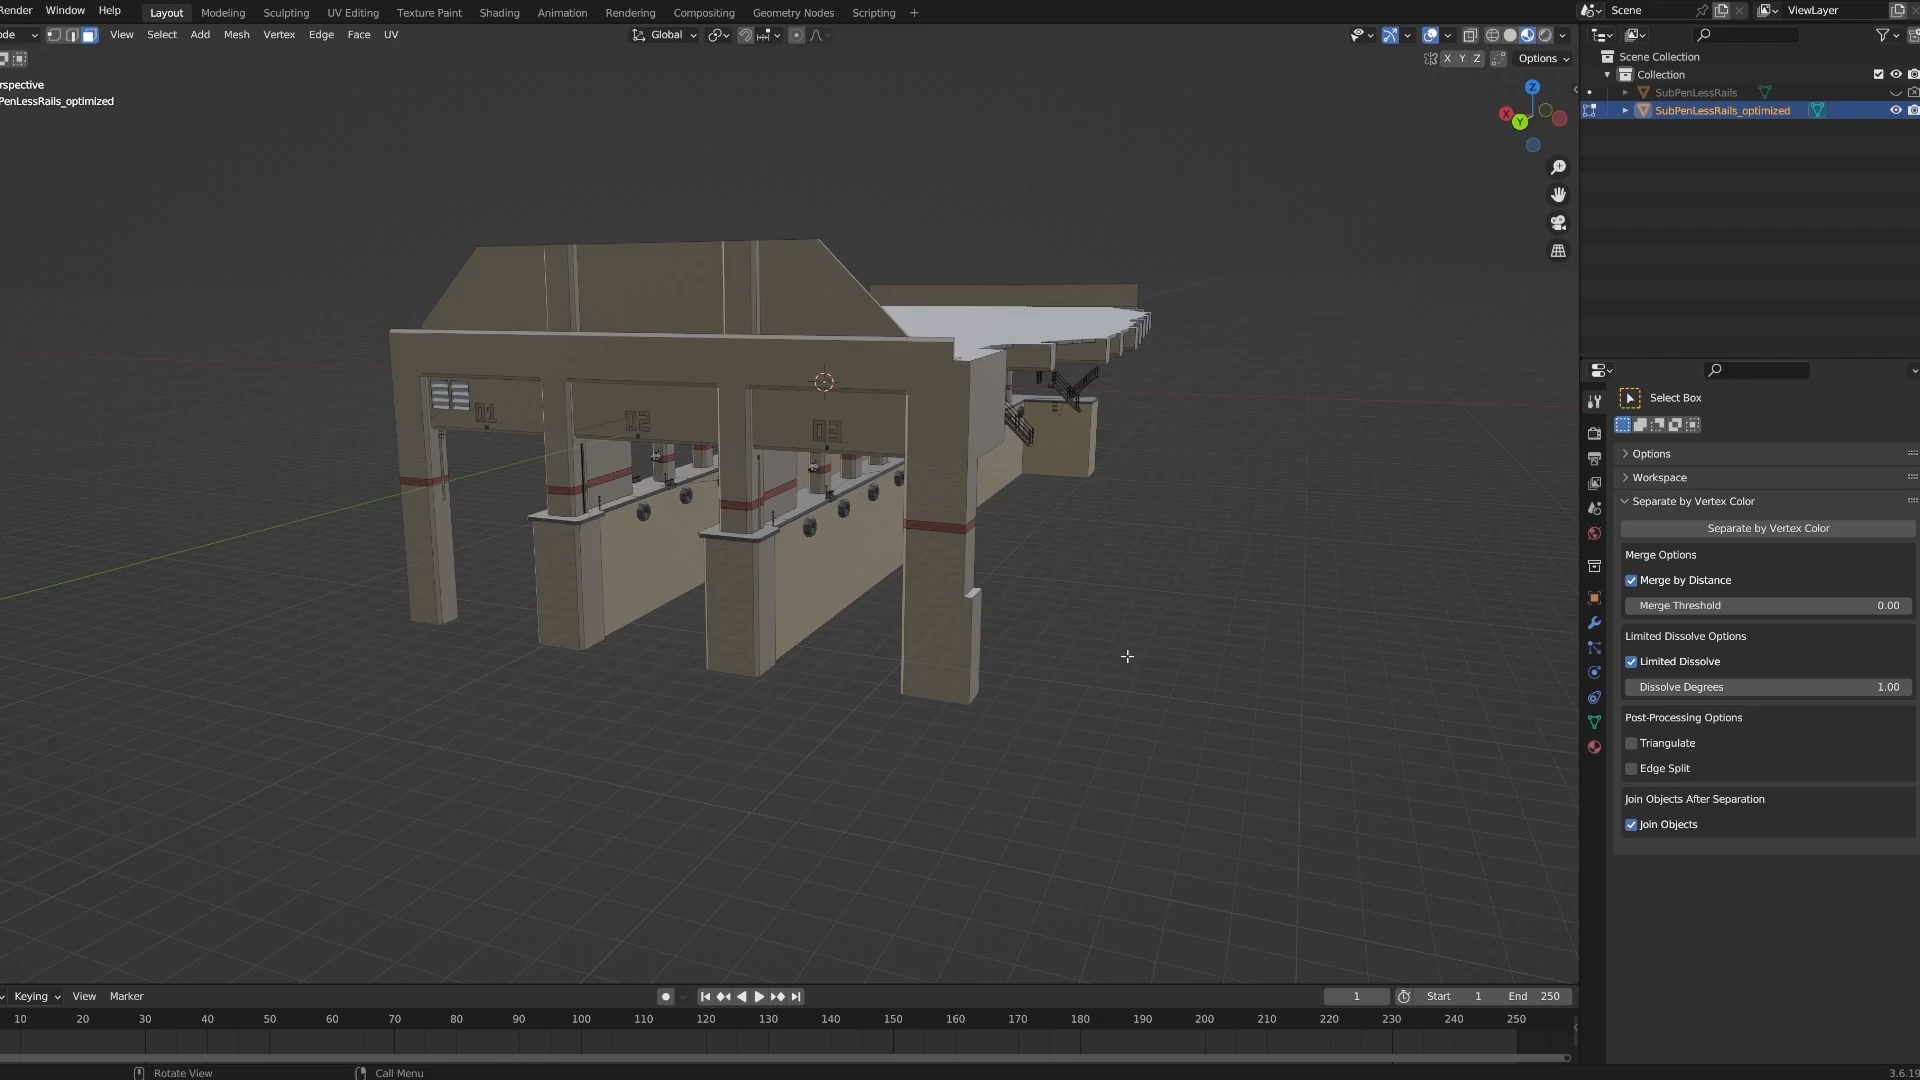 Render Window Help Layout Modeling Sculpting UV Editing Texture Paint Shading Animation Rendering Compositing Geometry Nodes Scripting + Scene ViewLayer
ode View Select Add Mesh Vertex Edge Face UV Global
X Y Z Options
rspective
PenLessRails_optimized
Z
X
Y
Scene Collection
Collection
SubPenLessRails
SubPenLessRails_optimized
01
02
03
Select Box
Options
Workspace
Separate by Vertex Color
Separate by Vertex Color
Merge Options
Merge by Distance
Merge Threshold 0.00
Limited Dissolve Options
Limited Dissolve
Dissolve Degrees 1.00
Post-Processing Options
Triangulate
Edge Split
Join Objects After Separation
Join Objects
Keying View Marker 1 Start 1 End 250
10 20 30 40 50 60 70 80 90 100 110 120 130 140 150 160 170 180 190 200 210 220 230 240 250
Rotate View Call Menu 3.6.19